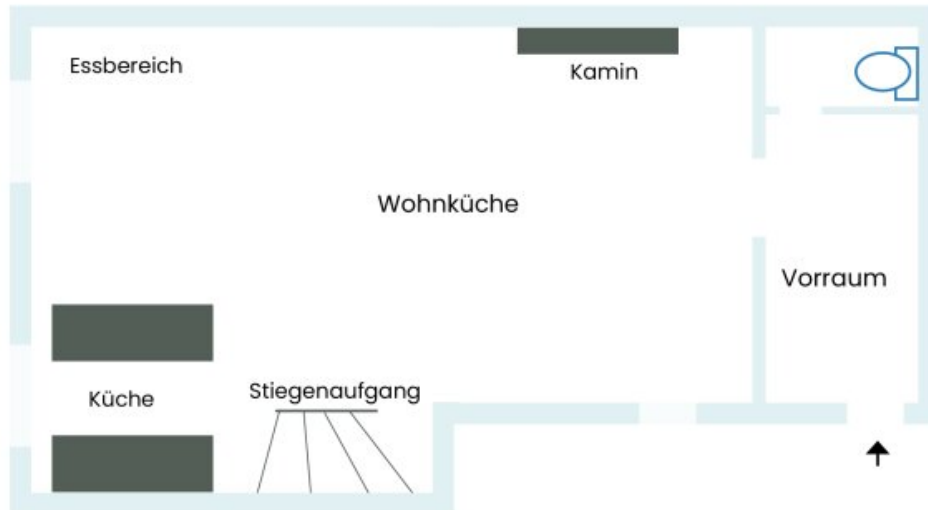 Essbereich
Kamin
Wohnküche
Vorraum
Küche
Stiegenaufgang